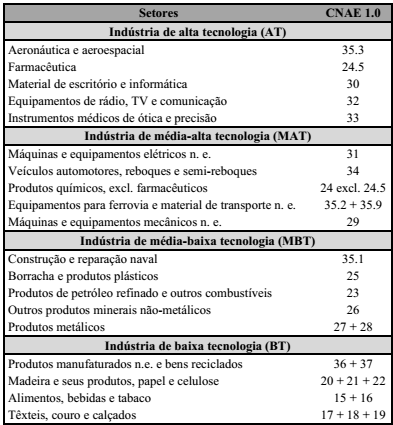 Setores CNAE 1.0
Indústria de alta tecnologia (AT)
Aeronáutica e aeroespacial 35.3
Farmacêutica 24.5
Material de escritório e informática 30
Equipamentos de rádio, TV e comunicação 32
Instrumentos médicos de ótica e precisão 33
Indústria de média-alta tecnologia (MAT)
Máquinas e equipamentos elétricos n. e. 31
Veículos automotores, reboques e semi-reboques 34
Produtos químicos, excl. farmacêuticos 24 excl. 24.5
Equipamentos para ferrovia e material de transporte n. e. 35.2 + 35.9
Máquinas e equipamentos mecânicos n. e. 29
Indústria de média-baixa tecnologia (MBT)
Construção e reparação naval 35.1
Borracha e produtos plásticos 25
Produtos de petróleo refinado e outros combustíveis 23
Outros produtos minerais não-metálicos 26
Produtos metálicos 27 + 28
Indústria de baixa tecnologia (BT)
Produtos manufaturados n.e. e bens reciclados 36 + 37
Madeira e seus produtos, papel e celulose 20 + 21 + 22
Alimentos, bebidas e tabaco 15 + 16
Têxteis, couro e calçados 17 + 18 + 19